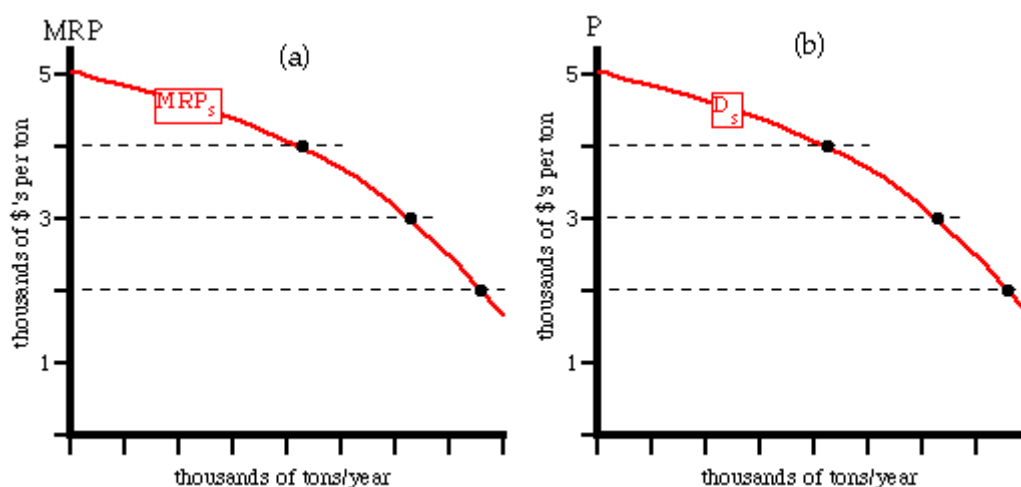 MRP
(a)
5
MRPs
3
1
thousands of $'s per ton
thousands of tons/year
P
(b)
5
Ds
3
1
thousands of $'s per ton
thousands of tons/year